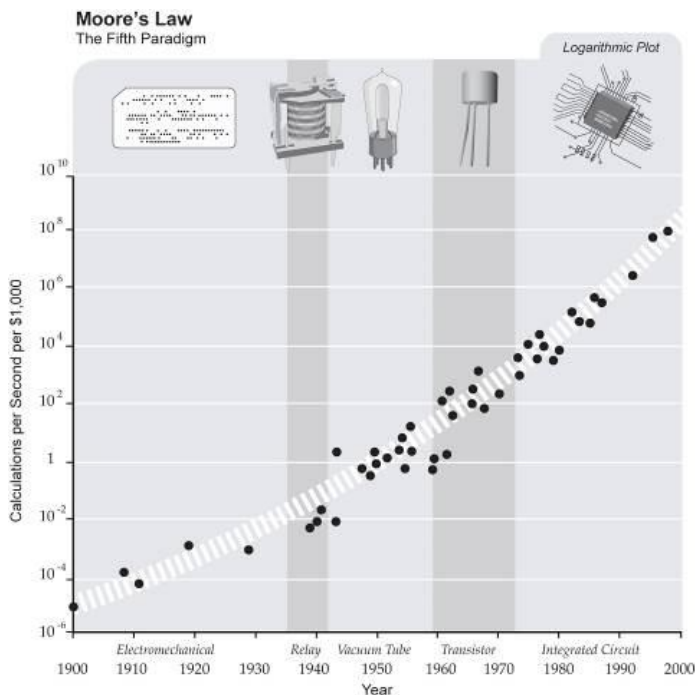 Moore's Law
The Fifth Paradigm
Logarithmic Plot
10^10
10^8
10^6
10^4
10^2
1
10^-2
10^-4
10^-6
Calculations per Second per $1,000
Electromechanical Relay Vacuum Tube Transistor Integrated Circuit
1900 1910 1920 1930 1940 1950 1960 1970 1980 1990 2000
Year